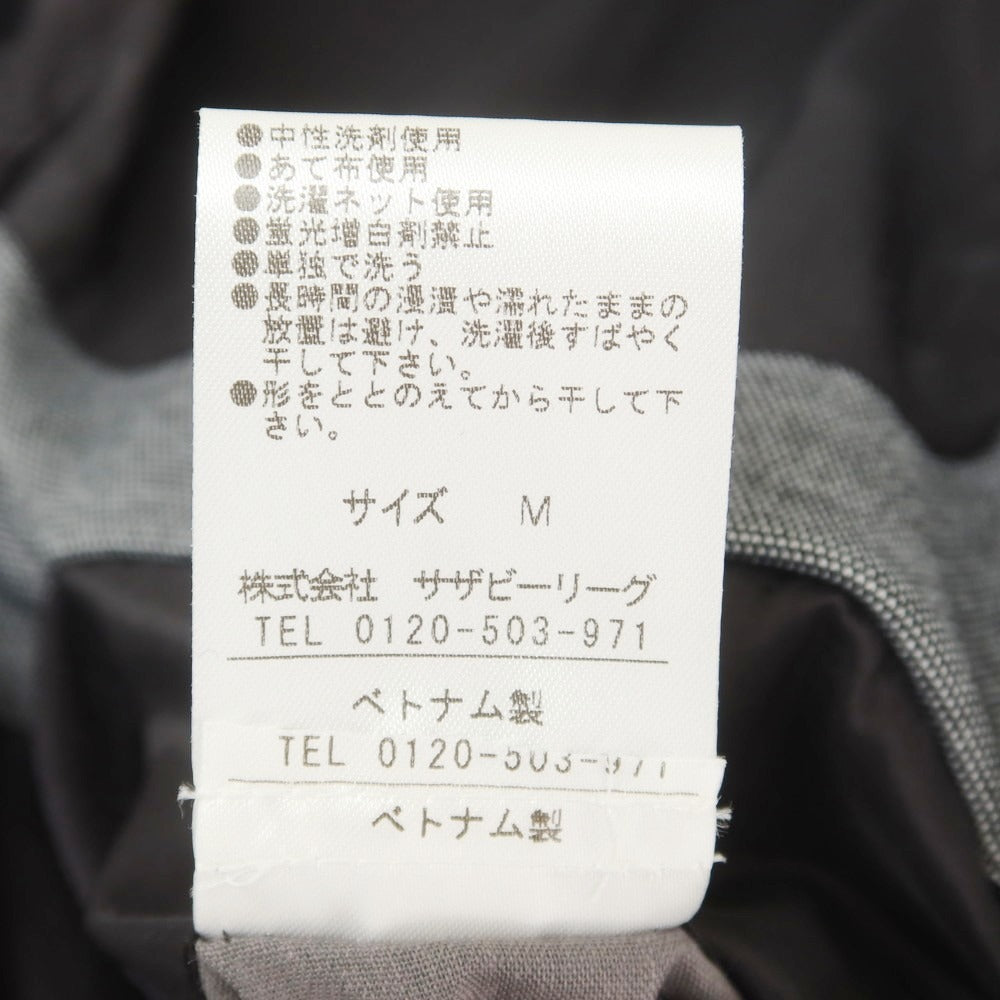 ●中性洗剤使用
●あて布使用
●洗濯ネット使用
●蛍光増白剤禁止
●単独で洗う
●長時間の浸漬や濡れたままの
放置は避け、洗濯後すばやく
干して下さい。
●形をととのえてから干して下
さい。
サイズ M
株式会社 サザビーリーグ
TEL 0120-503-971
ベトナム製
TEL 0120-503-971
ベトナム製